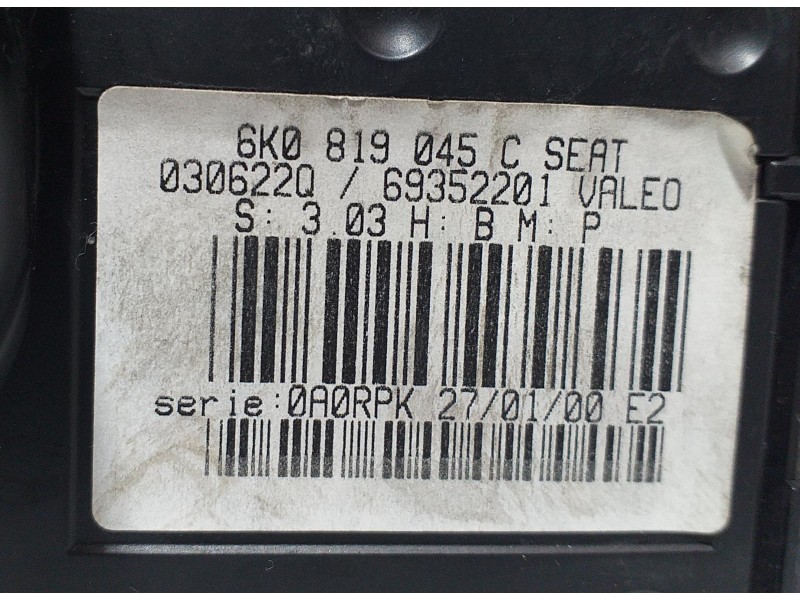 6K0 819 045 C SEAT
030622Q / 69352201 VALEO
S: 3.03 H: B M: P
serie:0A0RPK 27/01/00 E2